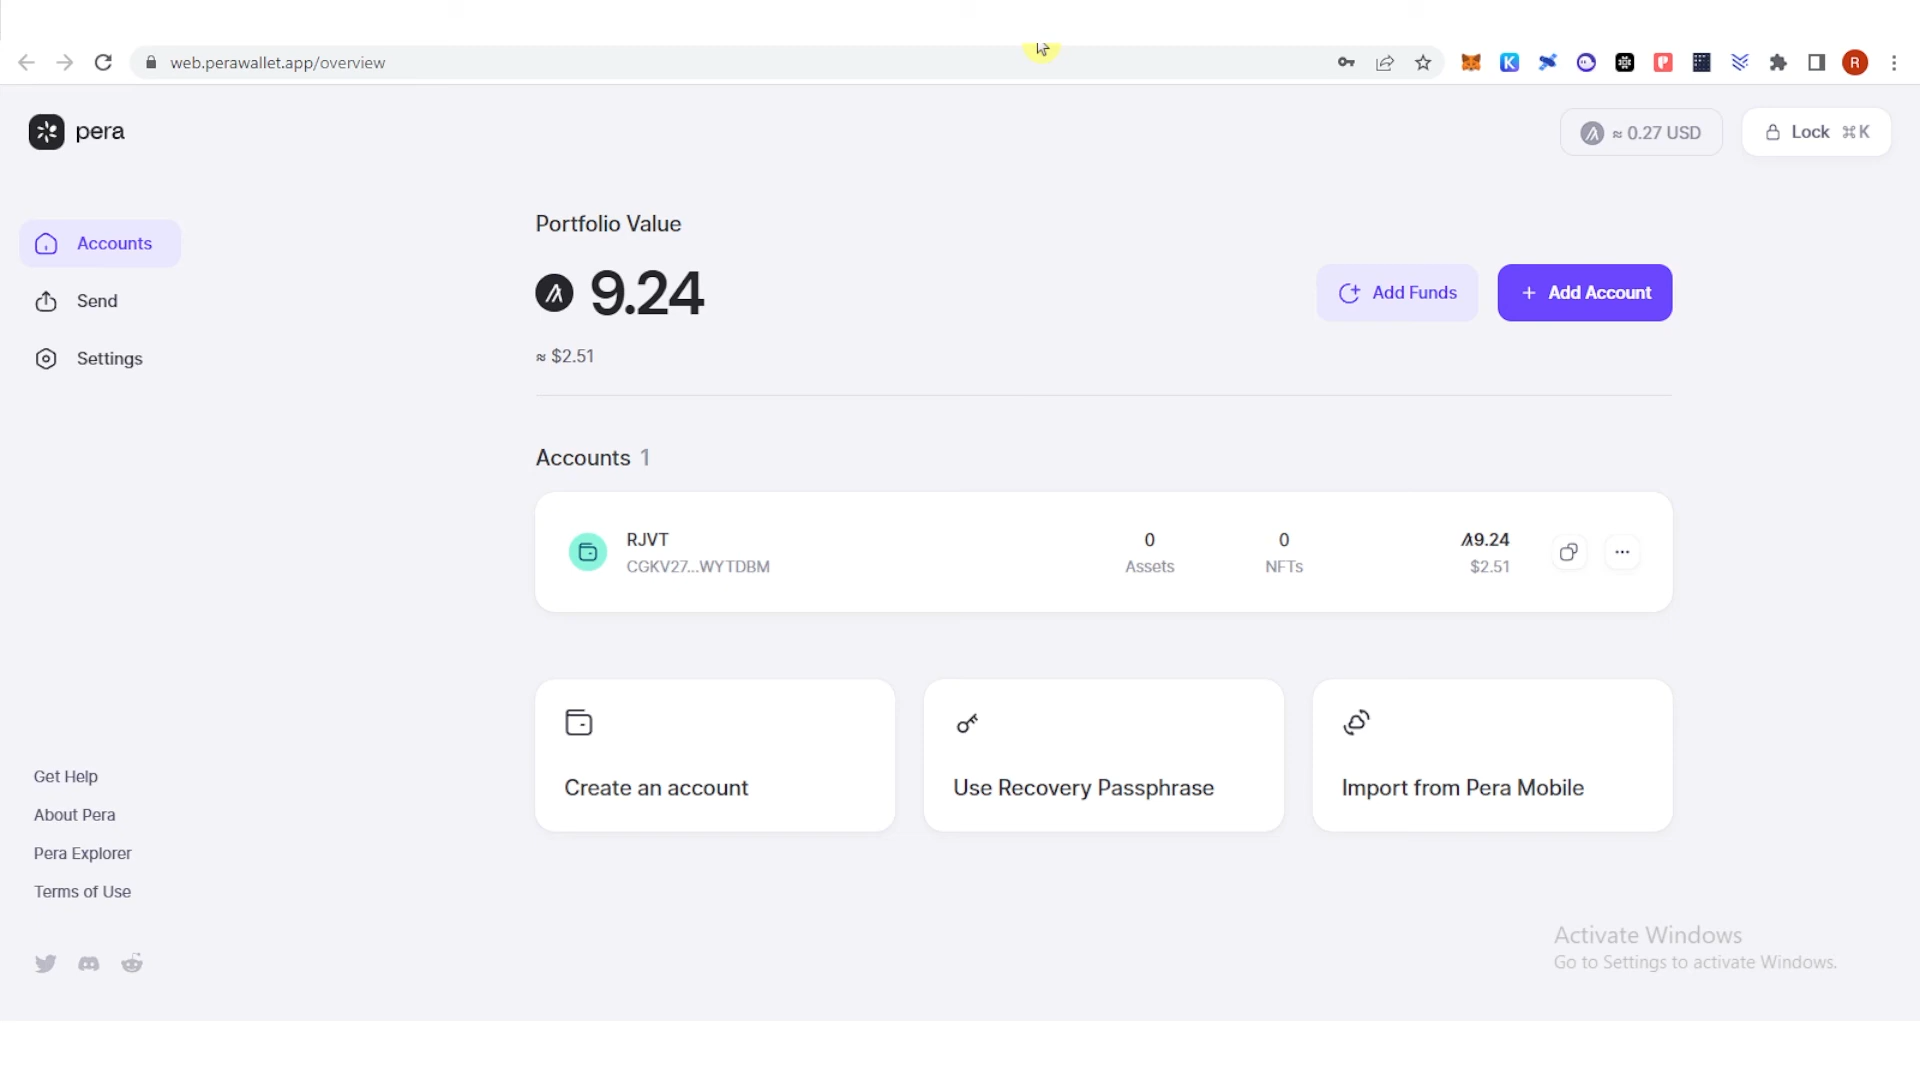 web.perawallet.app/overview
R
pera
≈ 0.27 USD
Lock ⌘K
Accounts
Send
Settings
Portfolio Value
9.24
≈ $2.51
Add Funds
+ Add Account
Accounts 1
RJVT
CGKV27...WYTDBM
0
Assets
0
NFTs
9.24
$2.51
Create an account
Use Recovery Passphrase
Import from Pera Mobile
Get Help
About Pera
Pera Explorer
Terms of Use
Activate Windows
Go to Settings to activate Windows.